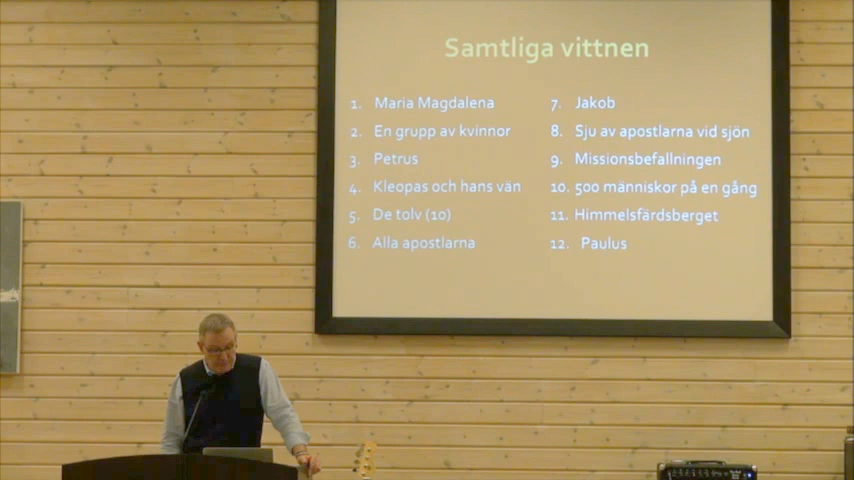 Samtliga vittnen
1. Maria Magdalena
2. En grupp av kvinnor
3. Petrus
4. Kleopas och hans vän
5. De tolv (10)
6. Alla apostlarna
7. Jakob
8. Sju av apostlarna vid sjön
9. Missionsbefallningen
10. 500 människor på en gång
11. Himmelsfärdsberget
12. Paulus